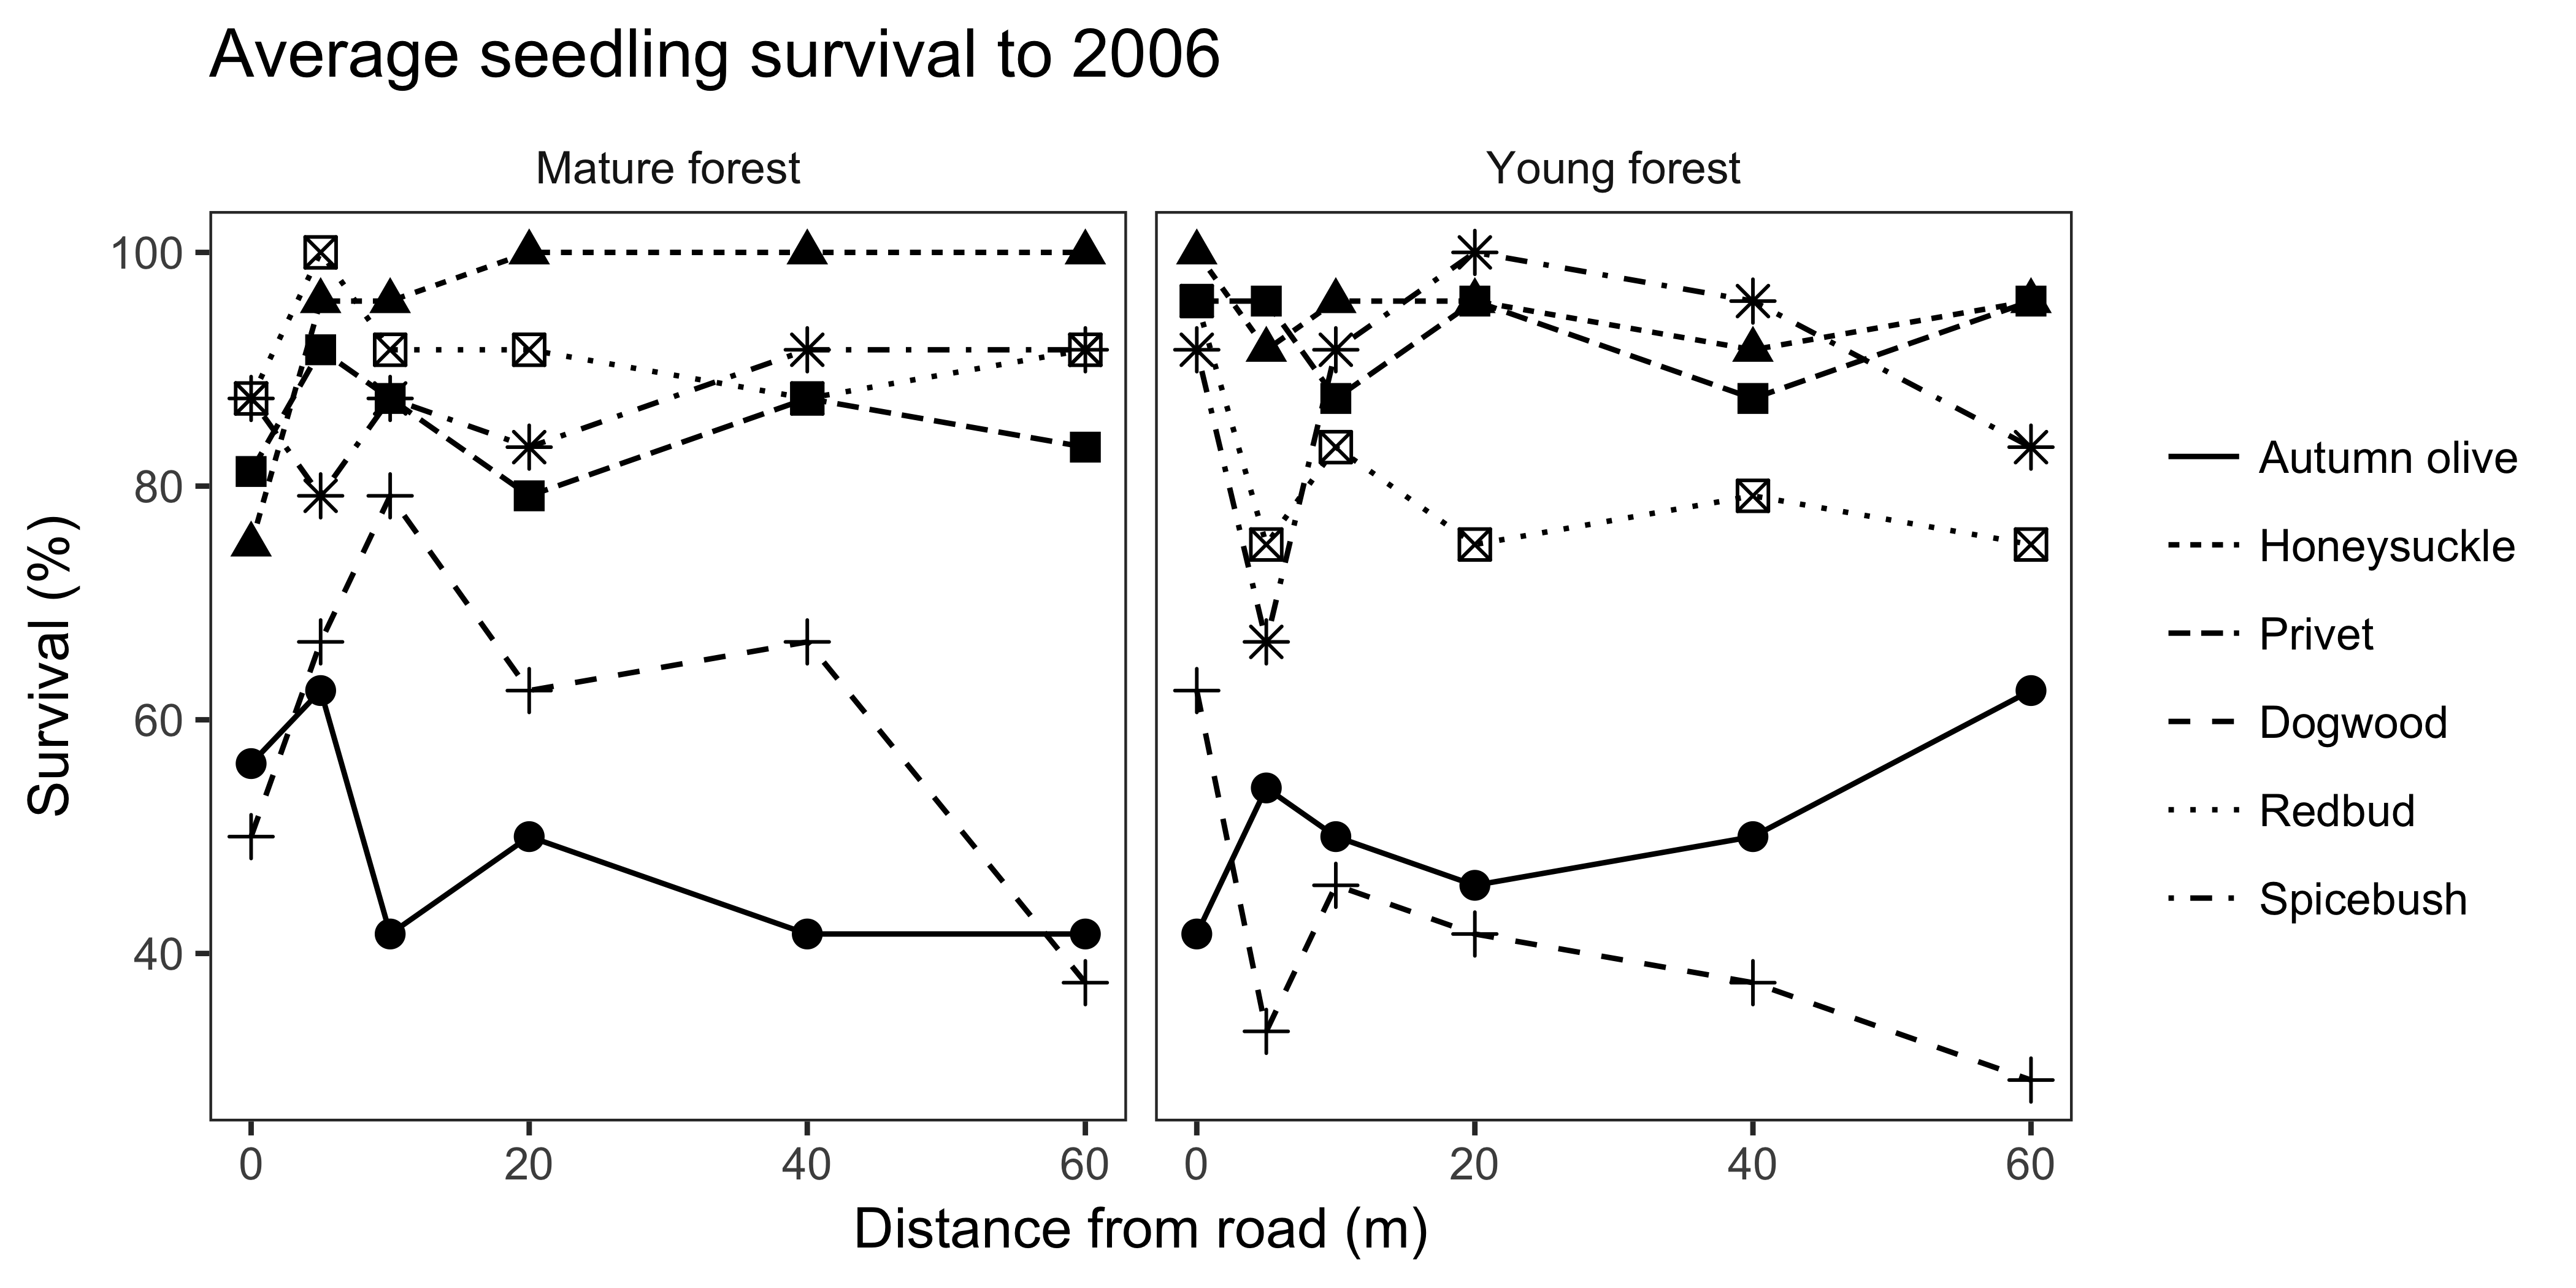 Average seedling survival to 2006
Mature forest
Young forest
Survival (%)
100
80
60
40
0 20 40 60
0 20 40 60
Distance from road (m)
Autumn olive
Honeysuckle
Privet
Dogwood
Redbud
Spicebush